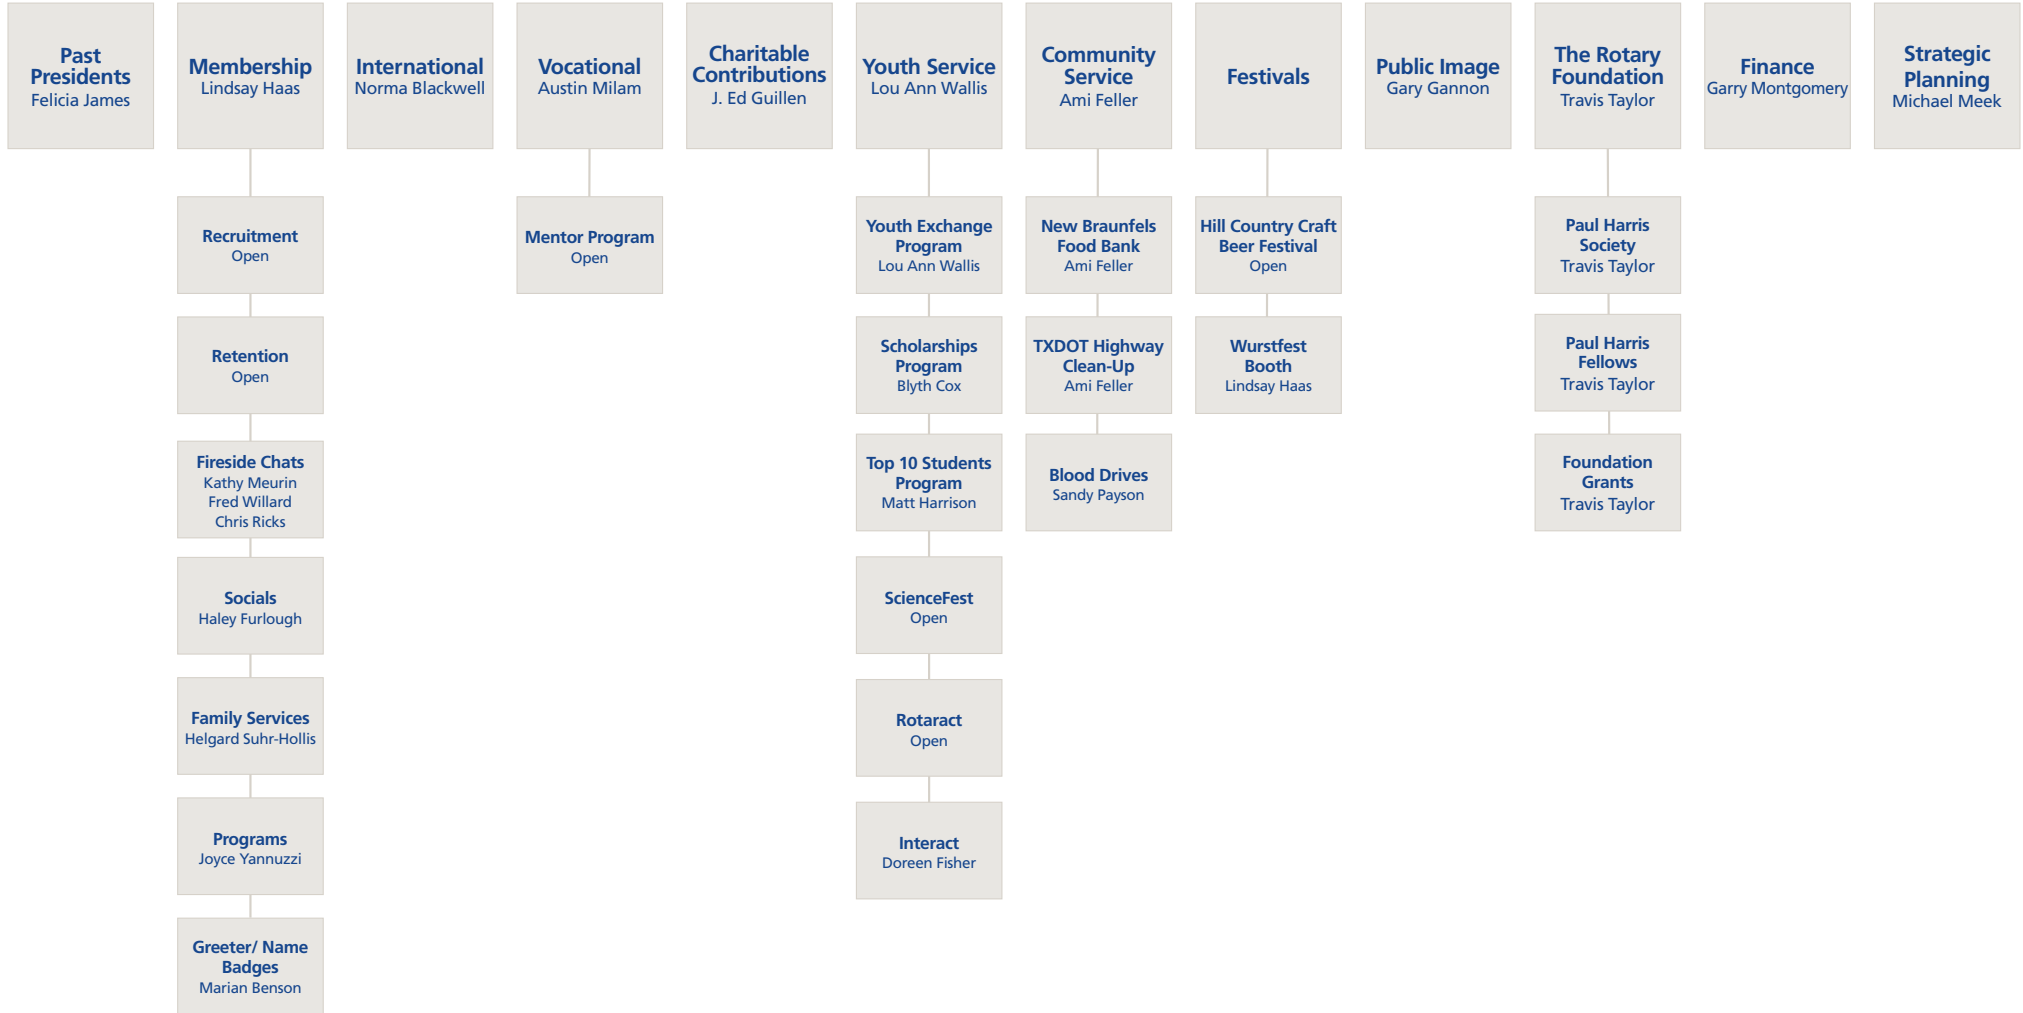 Past
Presidents
Felicia James
Membership
Lindsay Haas
International
Norma Blackwell
Vocational
Austin Milam
Charitable
Contributions
J. Ed Guillen
Youth Service
Lou Ann Wallis
Community
Service
Ami Feller
Festivals
Public Image
Gary Gannon
The Rotary
Foundation
Travis Taylor
Finance
Garry Montgomery
Strategic
Planning
Michael Meek
Recruitment
Open
Retention
Open
Fireside Chats
Kathy Meurin
Fred Willard
Chris Ricks
Socials
Haley Furlough
Family Services
Helgard Suhr-Hollis
Programs
Joyce Yannuzzi
Greeter/ Name
Badges
Marian Benson
Mentor Program
Open
Youth Exchange
Program
Lou Ann Wallis
Scholarships
Program
Blyth Cox
Top 10 Students
Program
Matt Harrison
ScienceFest
Open
Rotaract
Open
Interact
Doreen Fisher
New Braunfels
Food Bank
Ami Feller
TXDOT Highway
Clean-Up
Ami Feller
Blood Drives
Sandy Payson
Hill Country Craft
Beer Festival
Open
Wurstfest
Booth
Lindsay Haas
Paul Harris
Society
Travis Taylor
Paul Harris
Fellows
Travis Taylor
Foundation
Grants
Travis Taylor